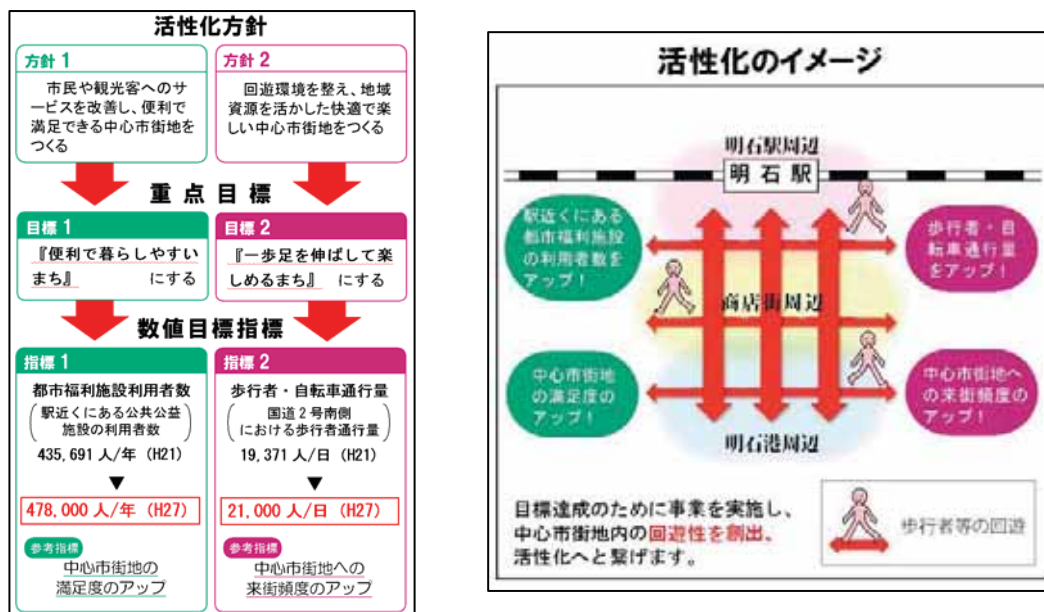 活性化方針
方針1
市民や観光客へのサ
ービスを改善し、便利で
満足できる中心市街地を
つくる
方針2
回遊環境を整え、地域
資源を活かした快適で楽
しい中心市街地をつくる
重点目標
目標1
『便利で暮らしやすい
まち』 にする
目標2
『一歩足を伸ばして楽
しめるまち』 にする
数値目標指標
指標1
都市福利施設利用者数
(駅近くにある公共公益
施設の利用者数)
435,691 人/年 (H21)
▼
478,000 人/年 (H27)
参考指標
中心市街地の
満足度のアップ
指標2
歩行者・自転車通行量
(国道2号南側
における歩行者通行量)
19,371 人/日 (H21)
▼
21,000 人/日 (H27)
参考指標
中心市街地への
来街頻度のアップ
活性化のイメージ
明石駅周辺
明石駅
駅近くにある
都市福利施設
の利用者数を
アップ！
歩行者・自
転車通行量
をアップ！
商店街周辺
中心市街地
の満足度の
アップ！
中心市街地へ
の来街頻度の
アップ！
明石港周辺
目標達成のために事業を実施し、
中心市街地内の回遊性を創出、
活性化へと繋げます。
歩行者等の回遊